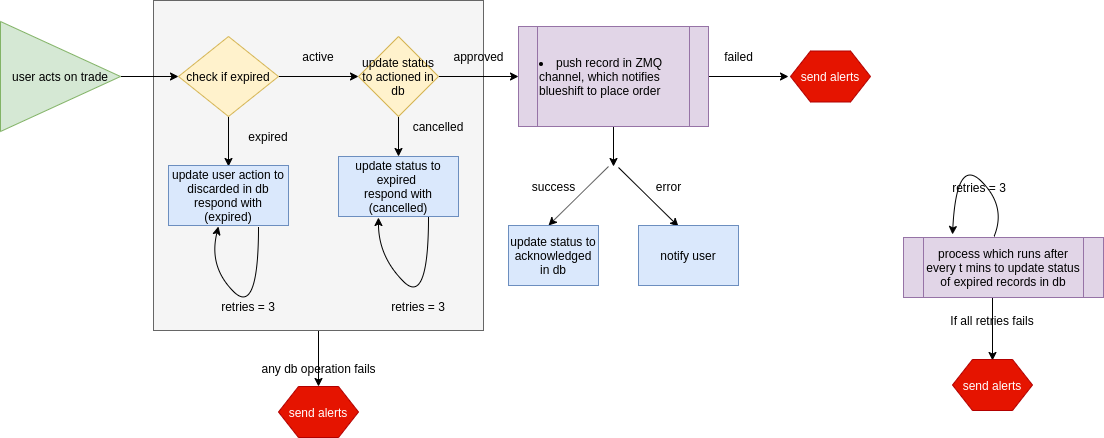 user acts on trade
check if expired
active
update status
to actioned in
db
approved
• push record in ZMQ
channel, which notifies
blueshift to place order
failed
send alerts
expired
cancelled
update user action to
discarded in db
respond with
(expired)
update status to
expired
respond with
(cancelled)
retries = 3
retries = 3
success
error
update status to
acknowledged
in db
notify user
any db operation fails
send alerts
retries = 3
process which runs after
every t mins to update status
of expired records in db
If all retries fails
send alerts